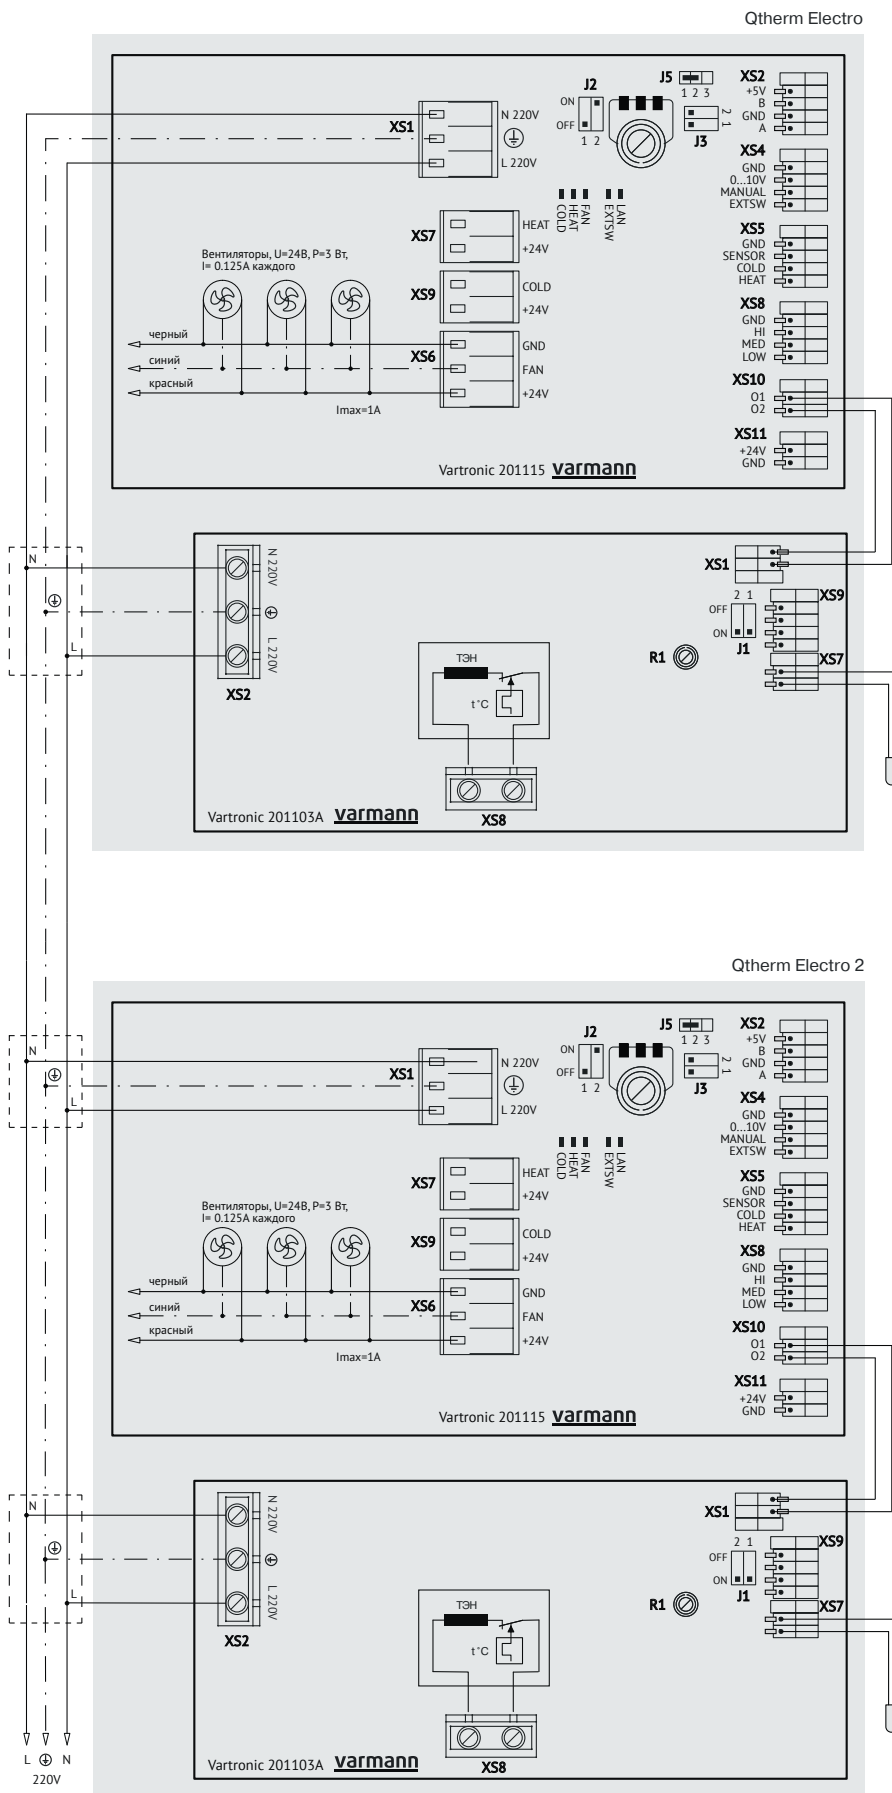 Qtherm Electro
XS1
N 220V
L 220V
J2
ON
OFF
1 2
J5
1 2 3
J3
2
1
COLD
HEAT
FAN
EXTSW
LAN
XS2
+5V
B
GND
A
XS4
GND
0...10V
MANUAL
EXTSW
XS5
GND
SENSOR
COLD
HEAT
XS8
GND
HI
MED
LOW
XS10
O1
O2
XS11
+24V
GND
XS7
HEAT
+24V
XS9
COLD
+24V
XS6
GND
FAN
+24V
Вентиляторы, U=24В, P=3 Вт,
I= 0.125А каждого
черный
синий
красный
Imax=1A
Vartronic 201115 varmann
N
L
N 220V
L 220V
XS2
ТЭН
t°C
XS8
R1
XS1
2 1
OFF
ON
J1
XS9
XS7
Vartronic 201103A varmann
Qtherm Electro 2
N
L
XS1
N 220V
L 220V
J2
ON
OFF
1 2
J5
1 2 3
J3
2
1
COLD
HEAT
FAN
EXTSW
LAN
XS2
+5V
B
GND
A
XS4
GND
0...10V
MANUAL
EXTSW
XS5
GND
SENSOR
COLD
HEAT
XS8
GND
HI
MED
LOW
XS10
O1
O2
XS11
+24V
GND
XS7
HEAT
+24V
XS9
COLD
+24V
XS6
GND
FAN
+24V
Вентиляторы, U=24В, P=3 Вт,
I= 0.125А каждого
черный
синий
красный
Imax=1A
Vartronic 201115 varmann
N
L
N 220V
L 220V
XS2
ТЭН
t°C
XS8
R1
XS1
2 1
OFF
ON
J1
XS9
XS7
Vartronic 201103A varmann
L N
220V